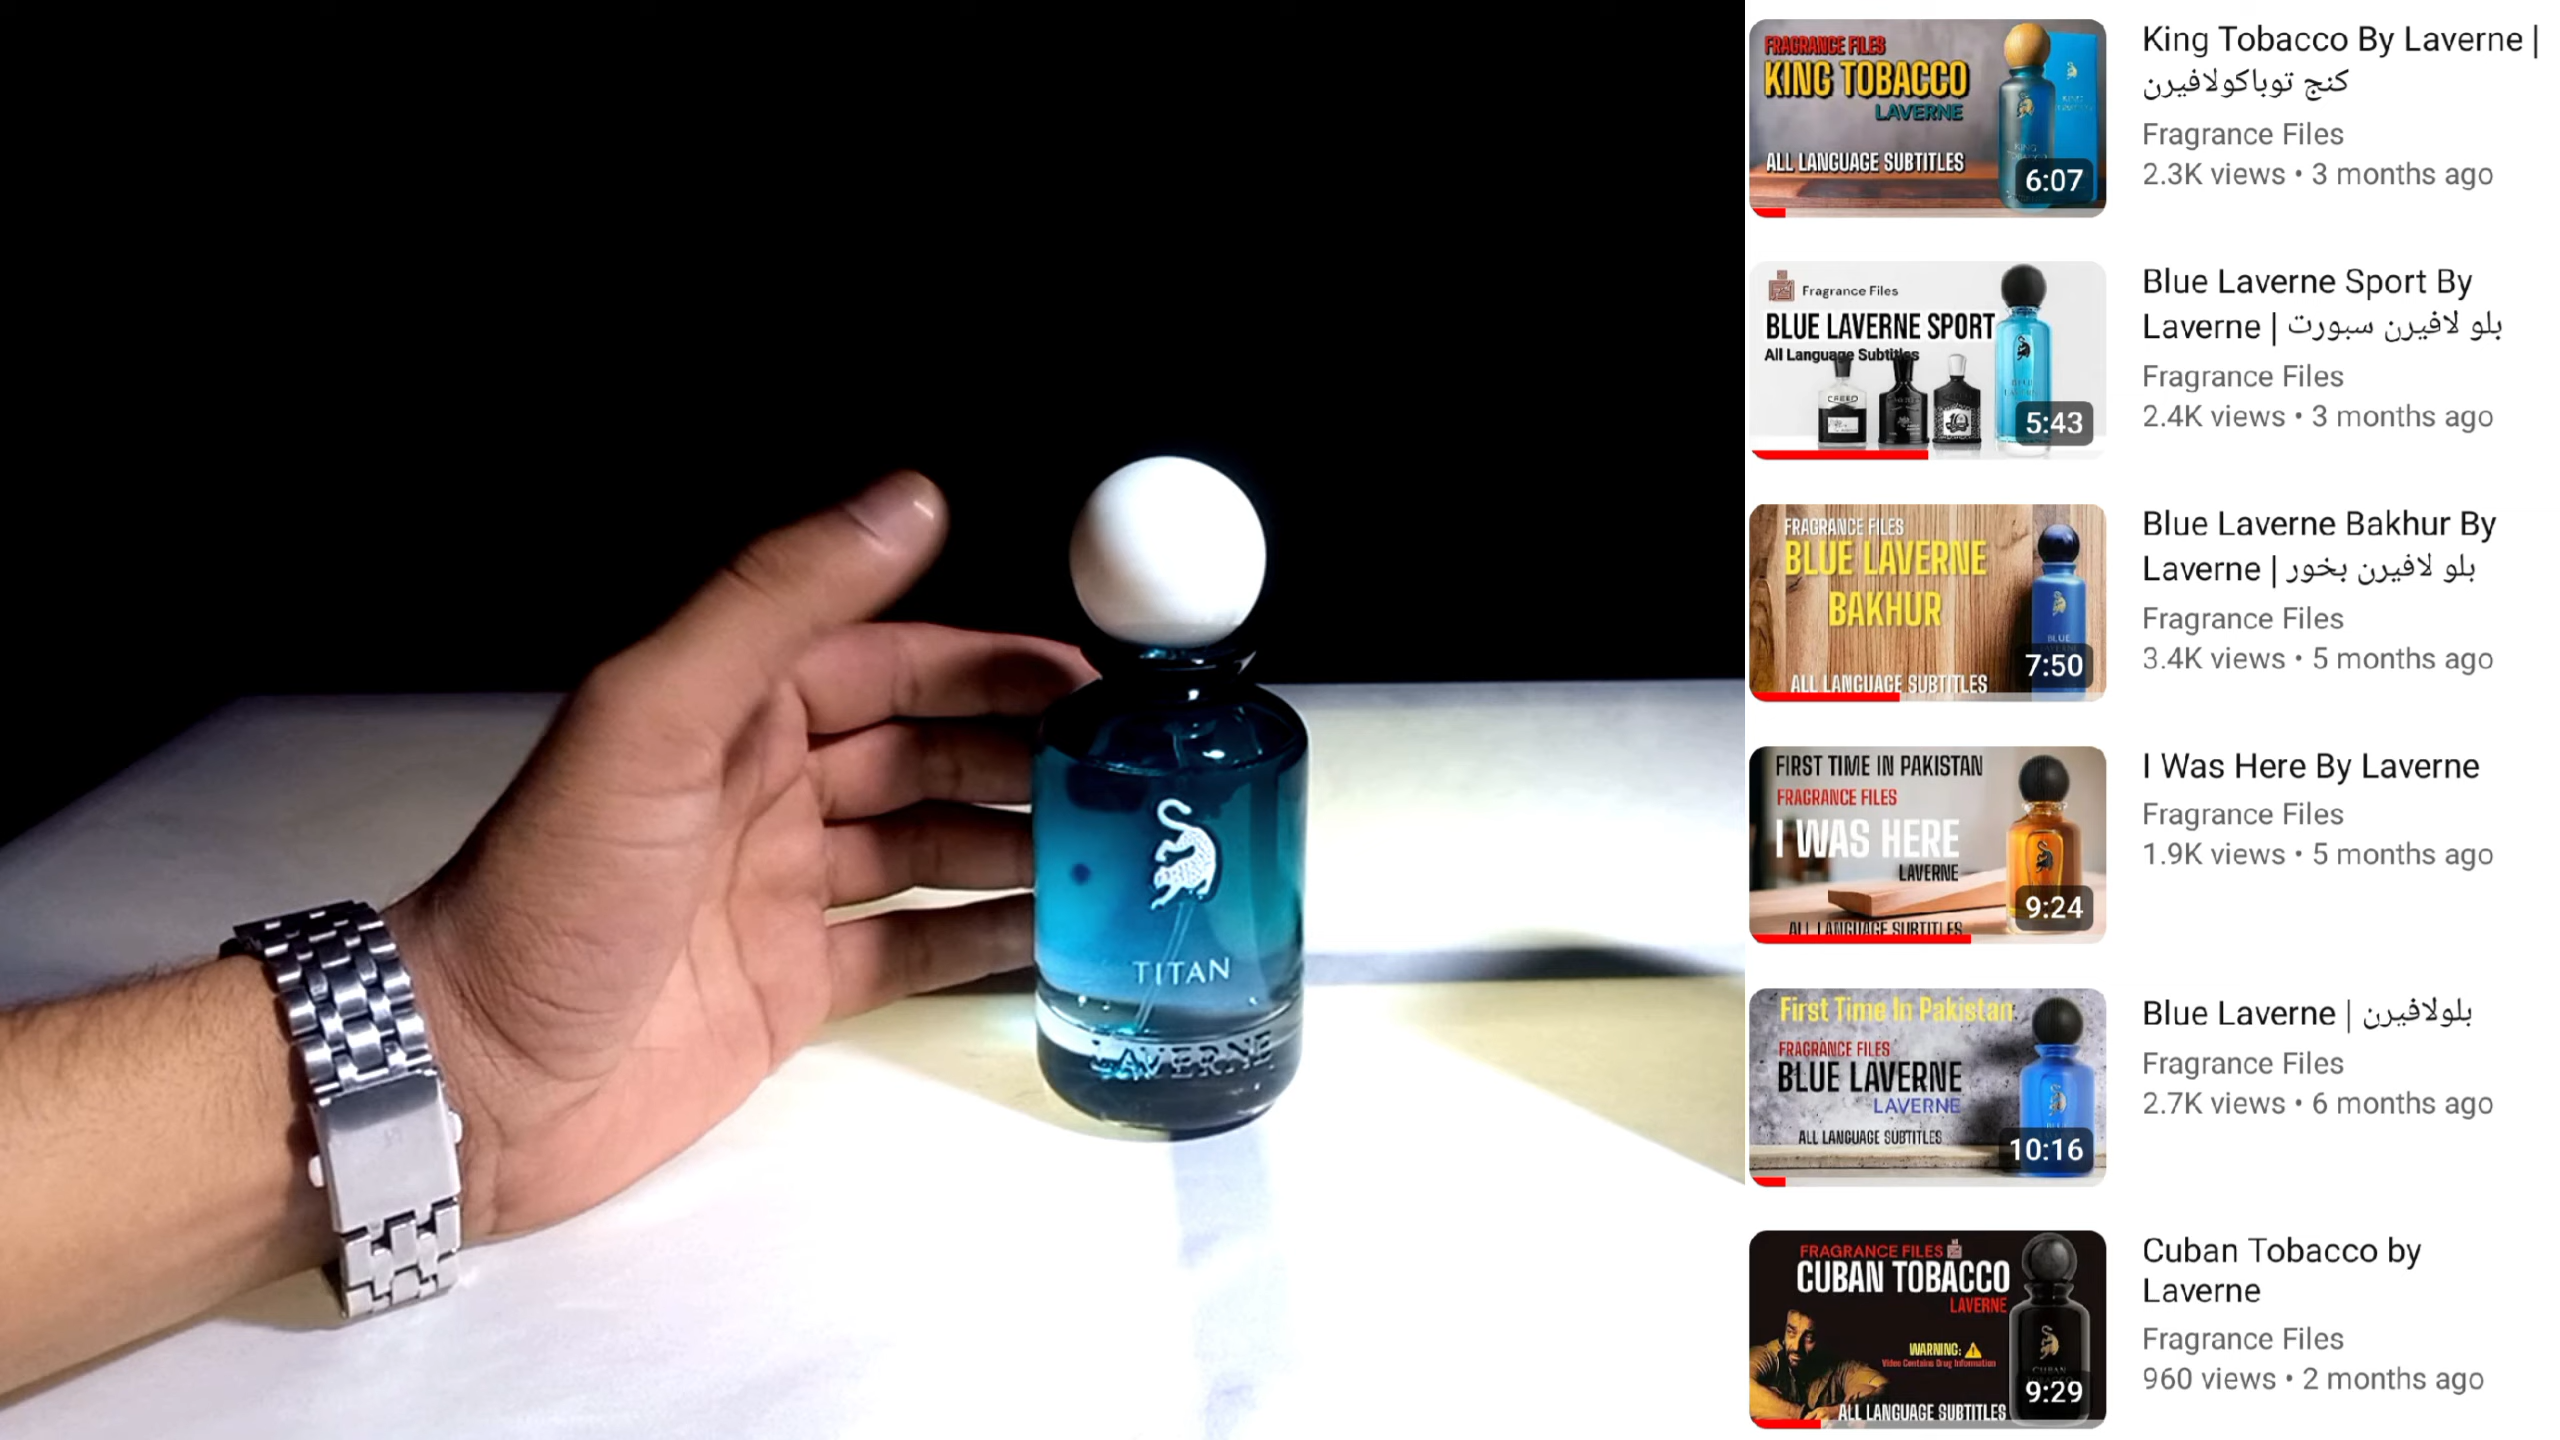 TITAN
LAVERNE
FRAGRANCE FILES
KING TOBACCO
LAVERNE
ALL LANGUAGE SUBTITLES
6:07
King Tobacco By Laverne |
كنج توباكولافيرن
Fragrance Files
2.3K views • 3 months ago
Fragrance Files
BLUE LAVERNE SPORT
All Language Subtitles
CREED
5:43
Blue Laverne Sport By
Laverne | بلو لافيرن سبورت
Fragrance Files
2.4K views • 3 months ago
FRAGRANCE FILES
BLUE LAVERNE
BAKHUR
BLUE
ALL LANGUAGE SUBTITLES
7:50
Blue Laverne Bakhur By
Laverne | بلو لافيرن بخور
Fragrance Files
3.4K views • 5 months ago
FIRST TIME IN PAKISTAN
FRAGRANCE FILES
I WAS HERE
LAVERNE
ALL LANGUAGE SUBTITLES
9:24
I Was Here By Laverne
Fragrance Files
1.9K views • 5 months ago
First Time In Pakistan
FRAGRANCE FILES
BLUE LAVERNE
LAVERNE
ALL LANGUAGE SUBTITLES
10:16
Blue Laverne | بلولافيرن
Fragrance Files
2.7K views • 6 months ago
FRAGRANCE FILES
CUBAN TOBACCO
LAVERNE
WARNING:
Video Contains Drug Information
CUBAN
ALL LANGUAGE SUBTITLES
9:29
Cuban Tobacco by
Laverne
Fragrance Files
960 views • 2 months ago